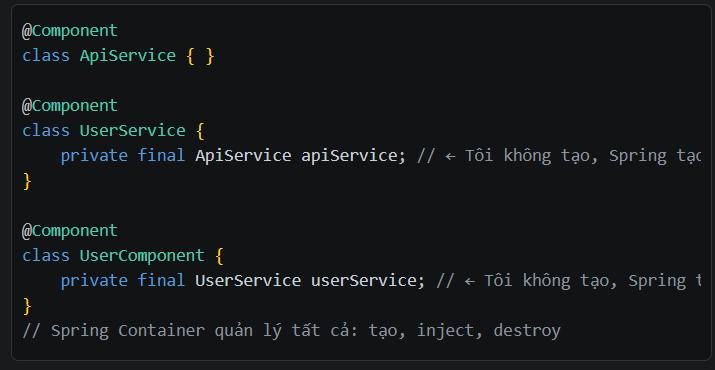 @Component
class ApiService { }
@Component
class UserService {
private final ApiService apiService; // ← Tôi không tạo, Spring tạo
}
@Component
class UserComponent {
private final UserService userService; // ← Tôi không tạo, Spring t
}
// Spring Container quản lý tất cả: tạo, inject, destroy